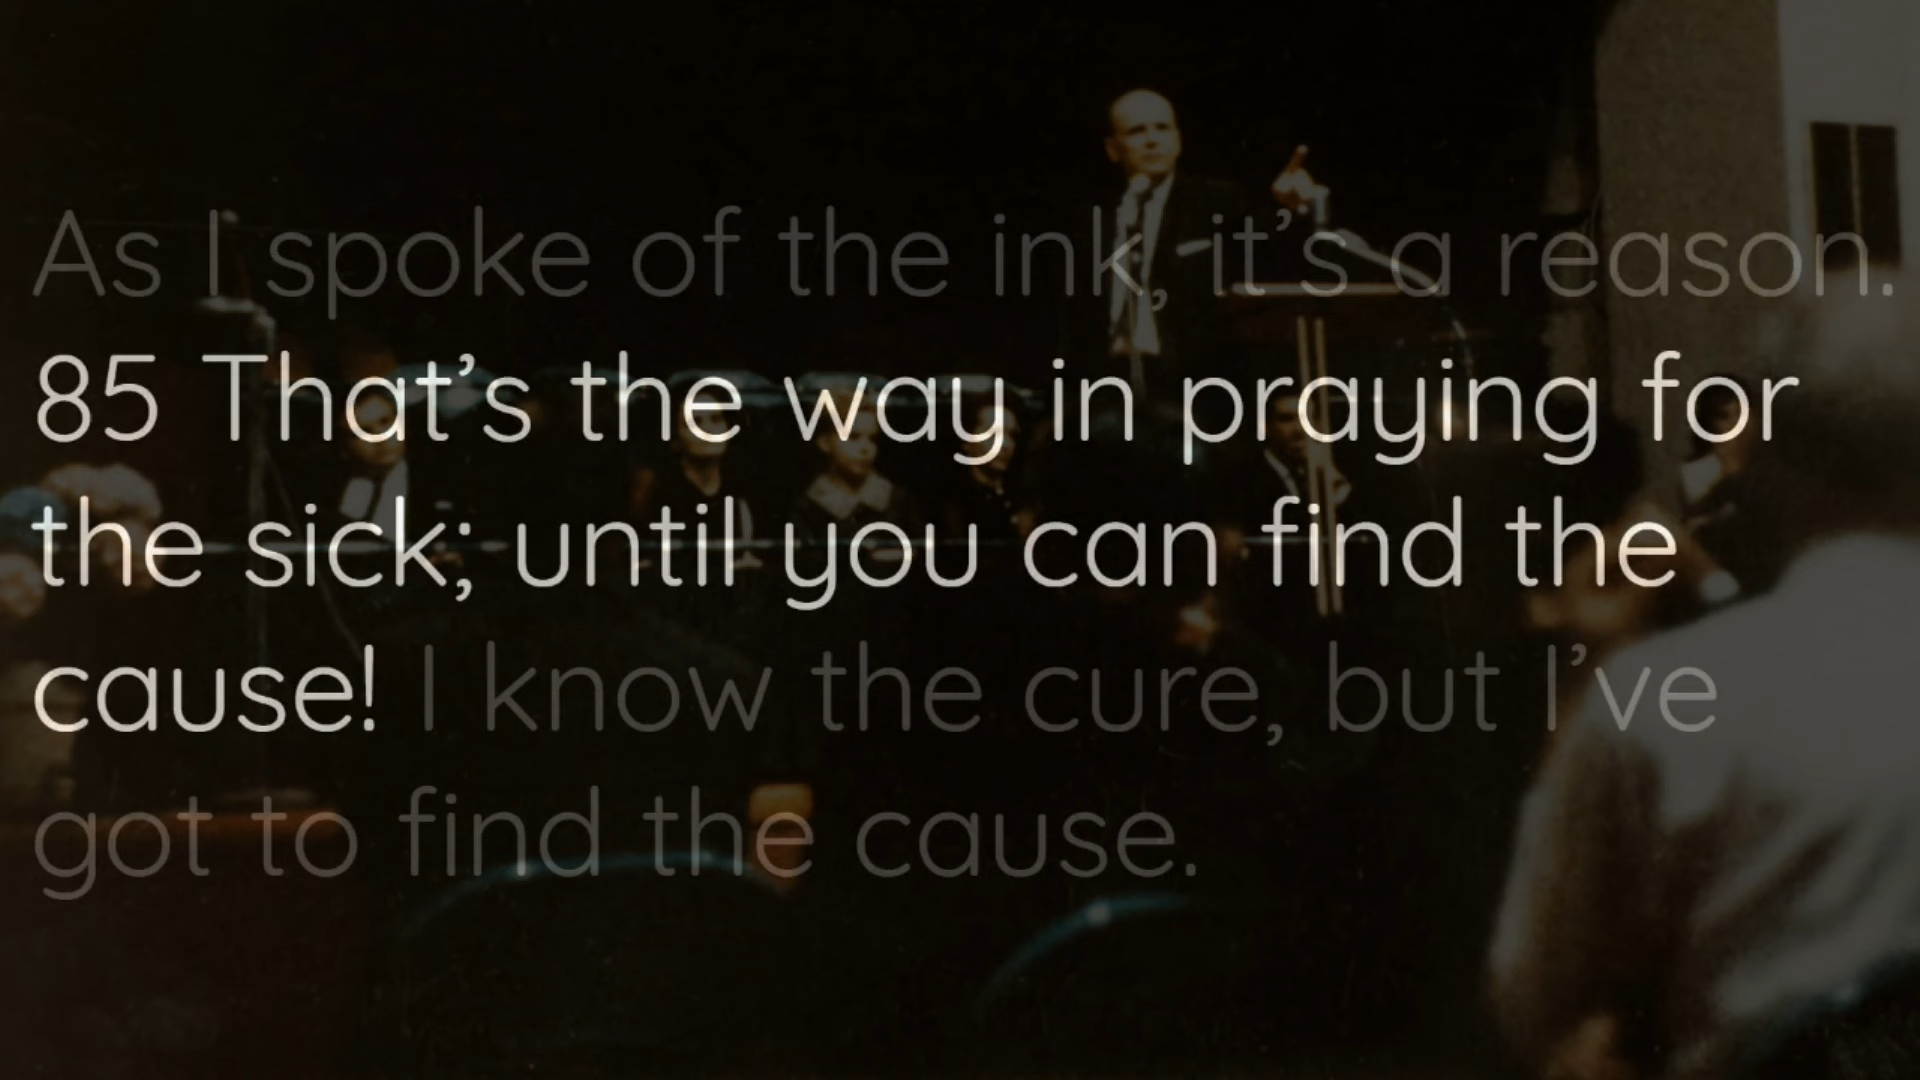 As I spoke of the ink, it’s a reason.
85 That’s the way in praying for
the sick; until you can find the
cause! I know the cure, but I’ve
got to find the cause.